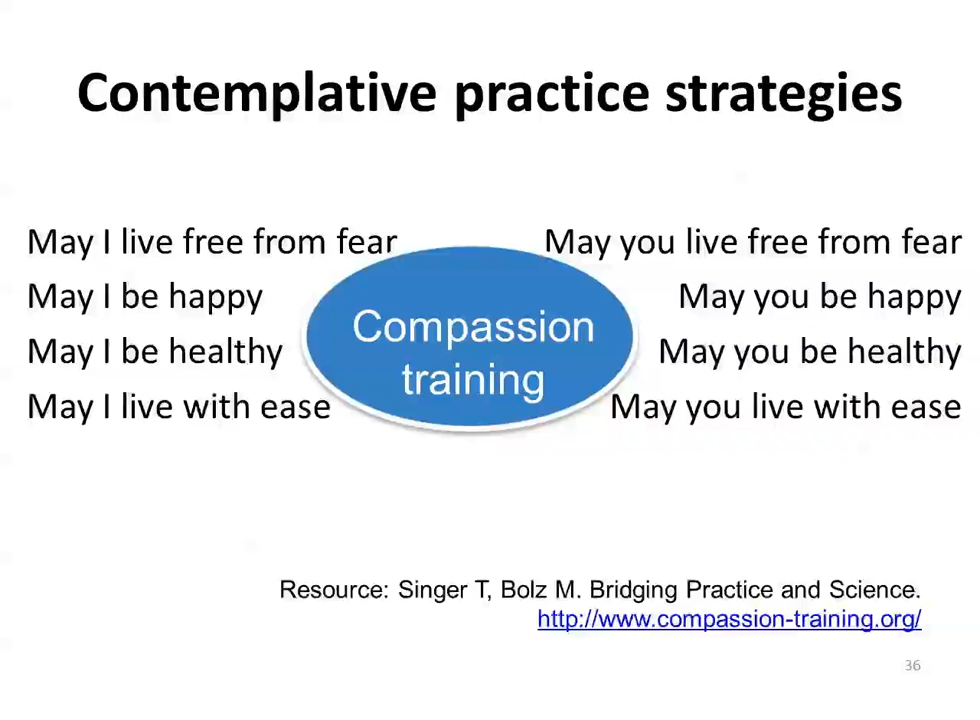 Contemplative practice strategies
May I live free from fear
May I be happy
May I be healthy
May I live with ease
Compassion
training
May you live free from fear
May you be happy
May you be healthy
May you live with ease
Resource: Singer T, Bolz M. Bridging Practice and Science.
http://www.compassion-training.org/
36